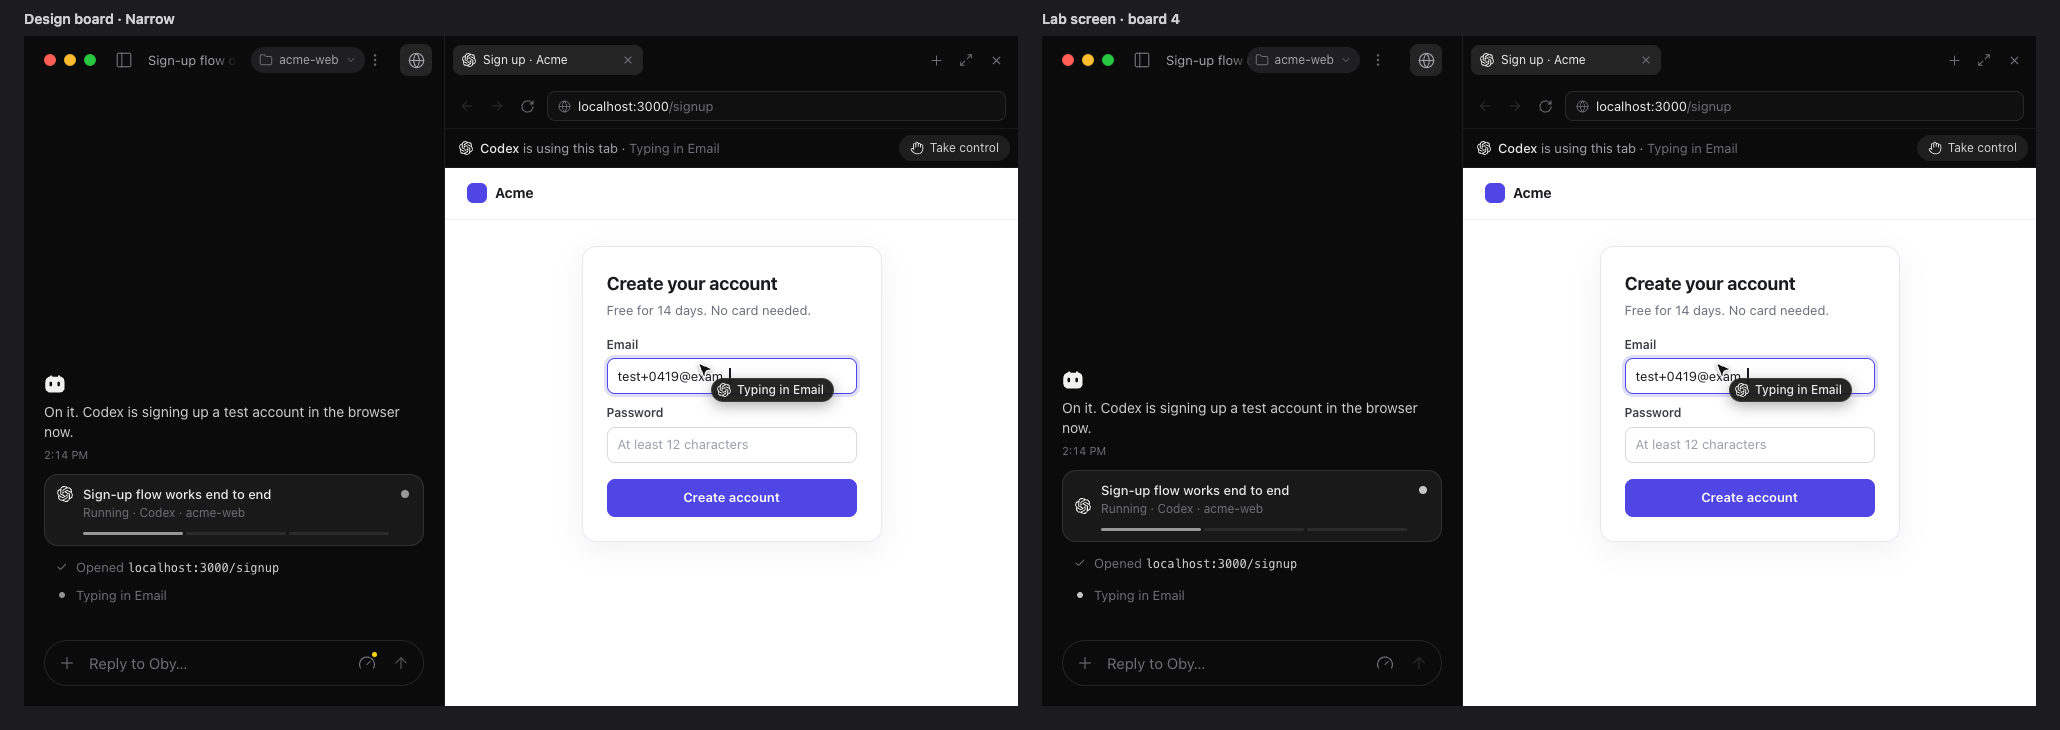 Design board · Narrow
Sign-up flow
acme-web
Sign up · Acme
localhost:3000/signup
Codex is using this tab · Typing in Email
Take control
Acme
Create your account
Free for 14 days. No card needed.
Email
test+0419@exam
Typing in Email
Password
At least 12 characters
Create account
On it. Codex is signing up a test account in the browser
now.
2:14 PM
Sign-up flow works end to end
Running · Codex · acme-web
Opened localhost:3000/signup
Typing in Email
Reply to Oby...
Lab screen · board 4
Sign-up flow
acme-web
Sign up · Acme
localhost:3000/signup
Codex is using this tab · Typing in Email
Take control
Acme
Create your account
Free for 14 days. No card needed.
Email
test+0419@exam
Typing in Email
Password
At least 12 characters
Create account
On it. Codex is signing up a test account in the browser
now.
2:14 PM
Sign-up flow works end to end
Running · Codex · acme-web
Opened localhost:3000/signup
Typing in Email
Reply to Oby...